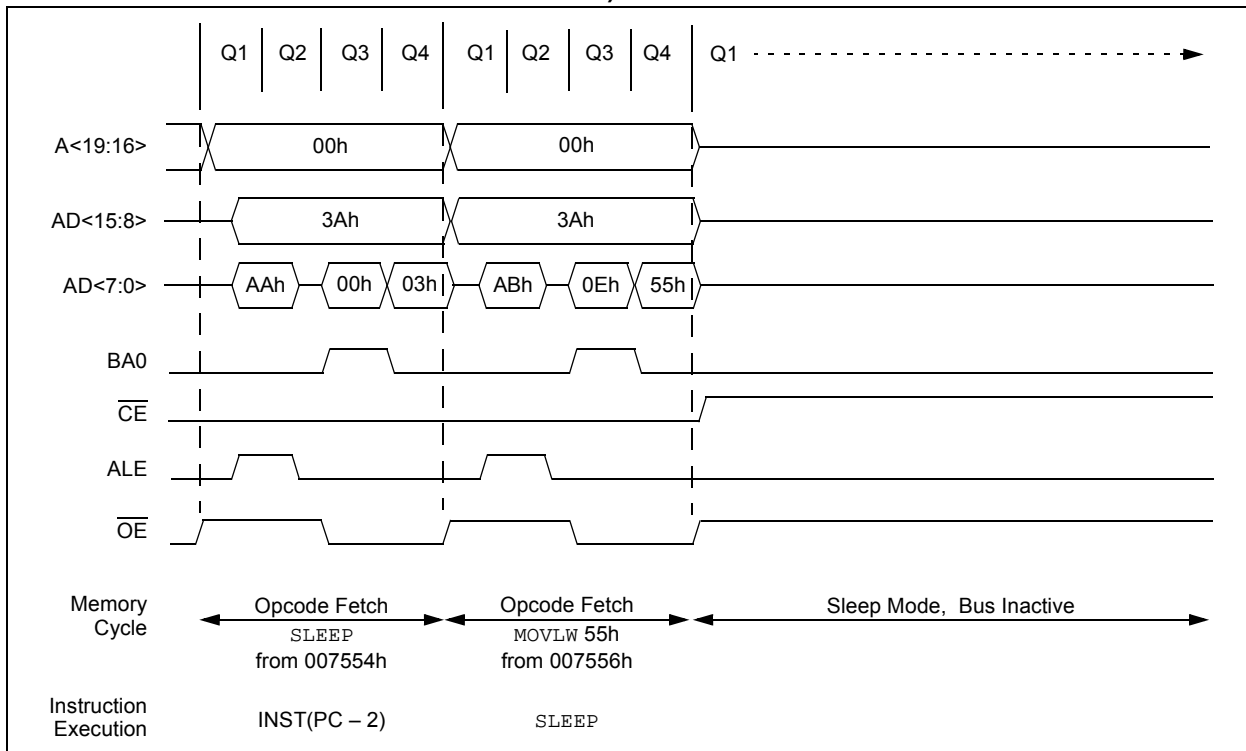 Q1 Q2 Q3 Q4 Q1 Q2 Q3 Q4 Q1
A<19:16> 00h 00h
AD<15:8> 3Ah 3Ah
AD<7:0> AAh 00h 03h ABh 0Eh 55h
BA0
CE
ALE
OE
Memory Cycle
Opcode Fetch
SLEEP
from 007554h
Opcode Fetch
MOVLW 55h
from 007556h
Sleep Mode, Bus Inactive
Instruction
Execution
INST(PC – 2) SLEEP